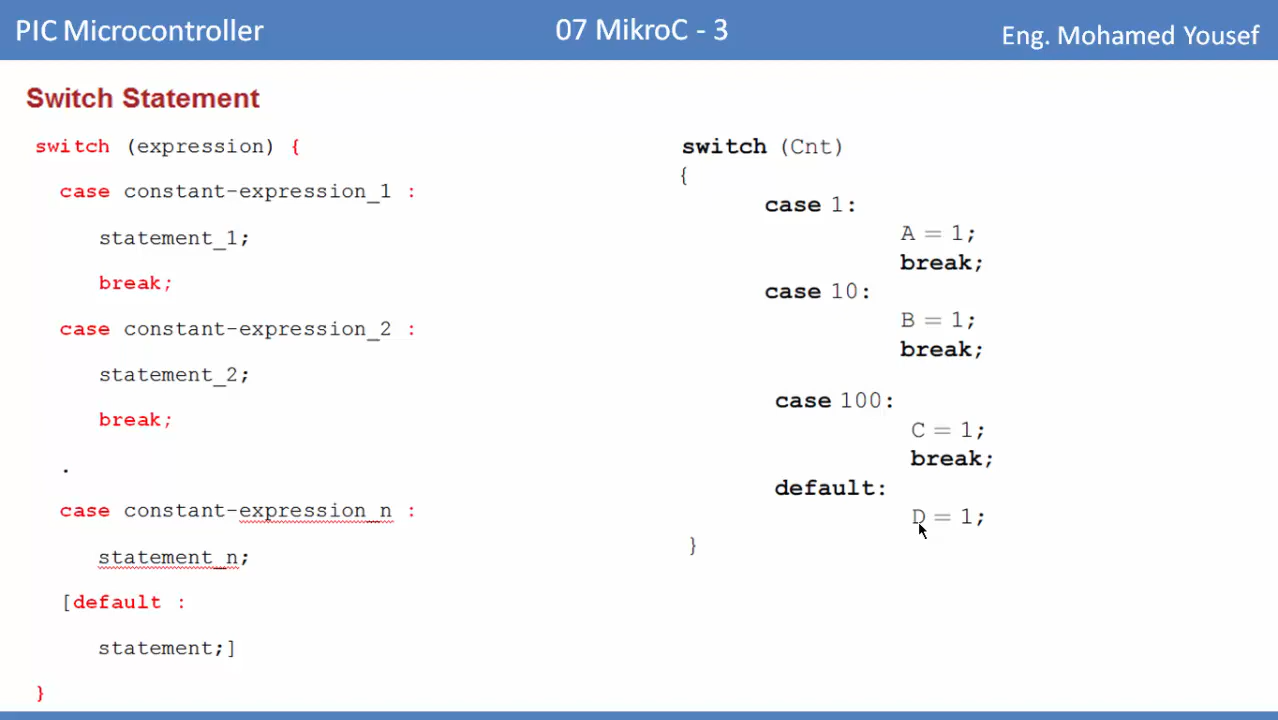 PIC Microcontroller
07 MikroC - 3
Eng. Mohamed Yousef
Switch Statement
switch (expression) {
case constant-expression_1 :
statement_1;
break;
case constant-expression_2 :
statement_2;
break;
.
case constant-expression_n :
statement_n;
[default :
statement;]
}
switch (Cnt)
{
case 1:
A = 1;
break;
case 10:
B = 1;
break;
case 100:
C = 1;
break;
default:
D = 1;
}